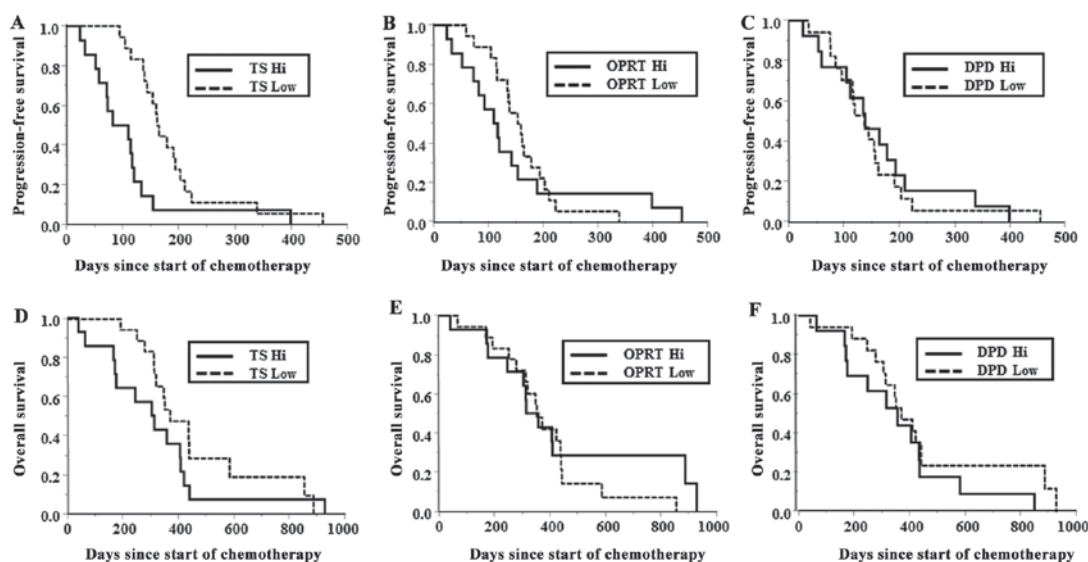 A
Progression-free survival
1.0
0.8
0.6
0.4
0.2
0.0
0 100 200 300 400 500
Days since start of chemotherapy
TS Hi
TS Low
B
Progression-free survival
1.0
0.8
0.6
0.4
0.2
0.0
0 100 200 300 400 500
Days since start of chemotherapy
OPRT Hi
OPRT Low
C
Progression-free survival
1.0
0.8
0.6
0.4
0.2
0.0
0 100 200 300 400 500
Days since start of chemotherapy
DPD Hi
DPD Low
D
Overall survival
1.0
0.8
0.6
0.4
0.2
0.0
0 200 400 600 800 1000
Days since start of chemotherapy
TS Hi
TS Low
E
Overall survival
1.0
0.8
0.6
0.4
0.2
0.0
0 200 400 600 800 1000
Days since start of chemotherapy
OPRT Hi
OPRT Low
F
Overall survival
1.0
0.8
0.6
0.4
0.2
0.0
0 200 400 600 800 1000
Days since start of chemotherapy
DPD Hi
DPD Low